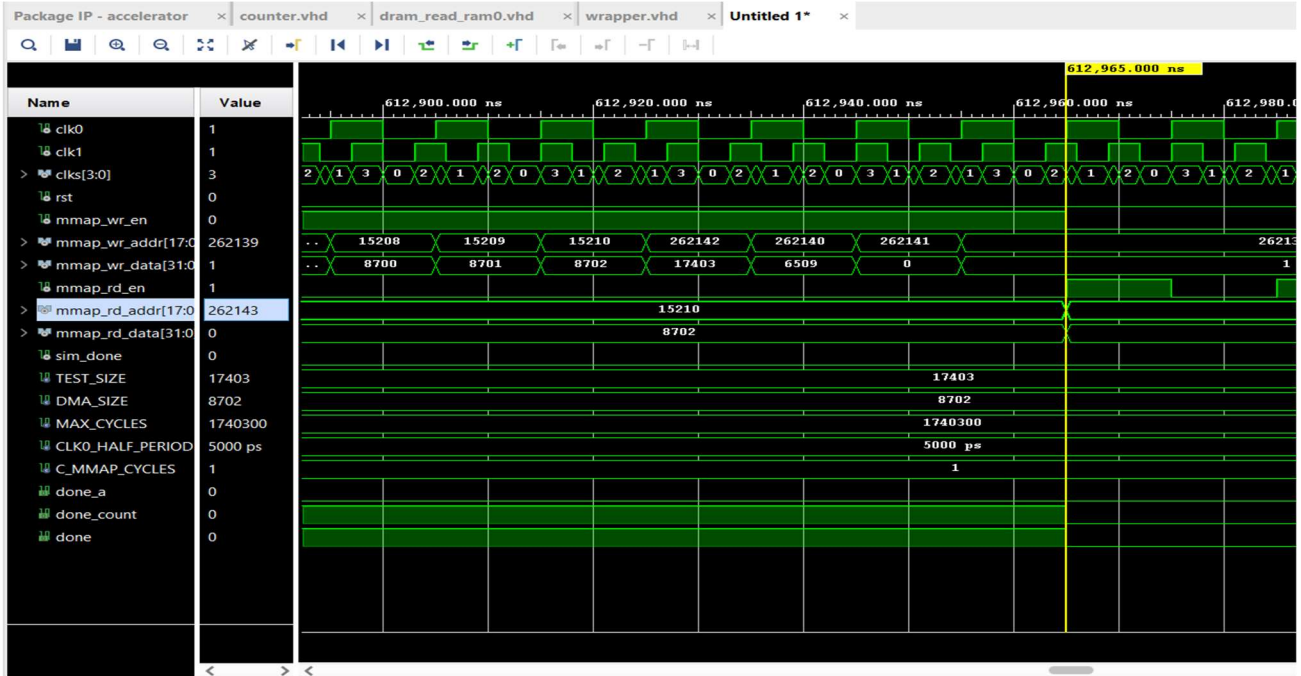 Package IP - accelerator × counter.vhd × dram_read_ram0.vhd × wrapper.vhd × Untitled 1* ×
612,965.000 ns
Name Value 612,900.000 ns 612,920.000 ns 612,940.000 ns 612,960.000 ns 612,980.0
clk0 1
clk1 1
clks[3:0] 3 2 1 3 0 2 1 2 0 3 1 2 1 3 0 2 1 2 0 3 1 2 1 3 0 2 1 2 0 3 1 2 1
rst 0
mmap_wr_en 0
mmap_wr_addr[17:0 262139 .. 15208 15209 15210 262142 262140 262141 26213
mmap_wr_data[31:0 1 .. 8700 8701 8702 17403 6509 0 1
mmap_rd_en 1
mmap_rd_addr[17:0 262143 15210
mmap_rd_data[31:0 0 8702
sim_done 0
TEST_SIZE 17403 17403
DMA_SIZE 8702 8702
MAX_CYCLES 1740300 1740300
CLK0_HALF_PERIOD 5000 ps 5000 ps
C_MMAP_CYCLES 1 1
done_a 0
done_count 0
done 0